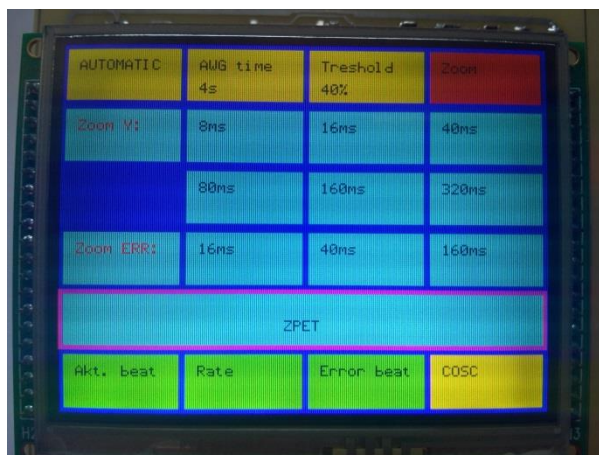 AUTOMATIC AWG time Treshold Zoom
4s 40%
Zoom Y: 8ms 16ms 40ms
80ms 160ms 320ms
Zoom ERR: 16ms 40ms 160ms
ZPET
Akt. beat Rate Error beat COSC